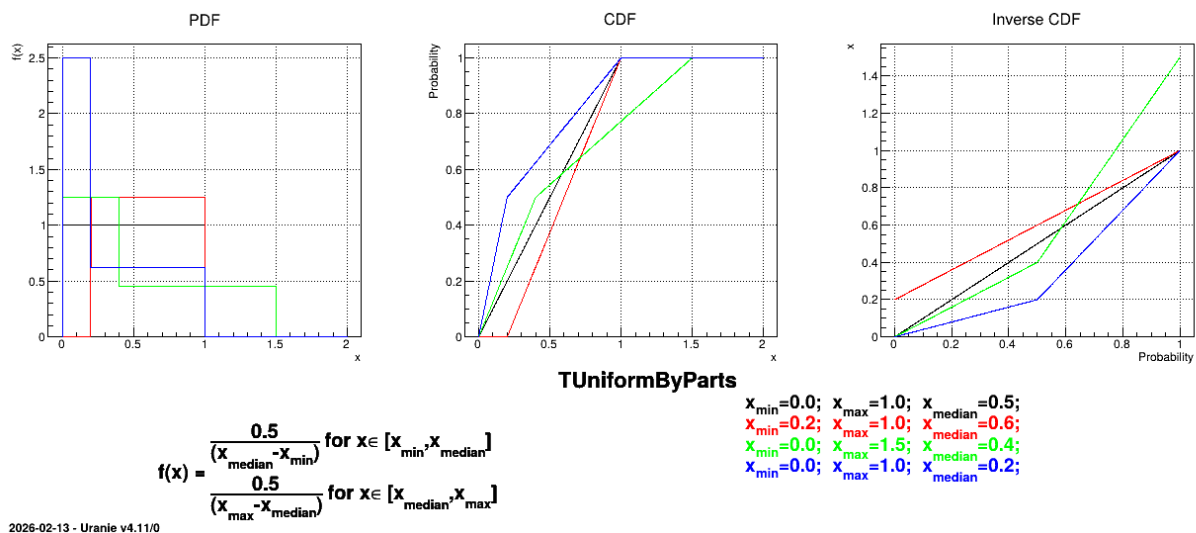 PDF
CDF
Inverse CDF
f(x)
2.5
2
1.5
1
0.5
0
0
0.5
1
1.5
2
x
Probability
1
0.8
0.6
0.4
0.2
0
0
0.5
1
1.5
2
x
x
1.4
1.2
1
0.8
0.6
0.4
0.2
0
0
0.2
0.4
0.6
0.8
1
Probability
TUniformByParts
x_min=0.0; x_max=1.0; x_median=0.5;
x_min=0.2; x_max=1.0; x_median=0.6;
x_min=0.0; x_max=1.5; x_median=0.4;
x_min=0.0; x_max=1.0; x_median=0.2;
f(x) =
0.5
(x_median-x_min) for x∈ [x_min,x_median]
0.5
(x_max-x_median) for x∈ [x_median,x_max]
2026-02-13 - Uranie v4.11/0